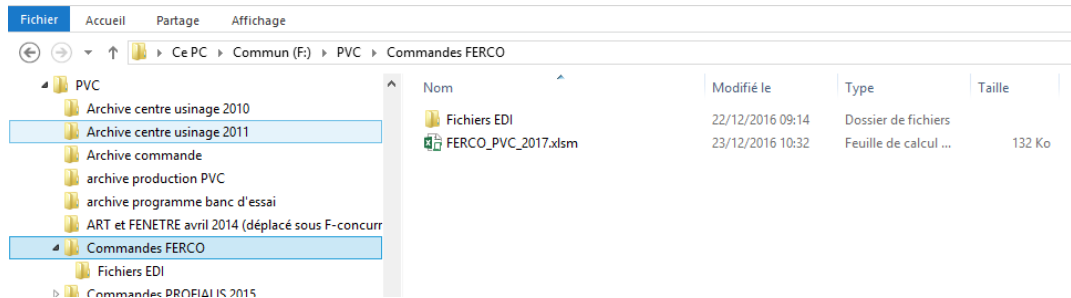 Fichier Accueil Partage Affichage
Ce PC Commun (F:) PVC Commandes FERCO
PVC
Archive centre usinage 2010
Archive centre usinage 2011
Archive commande
archive production PVC
archive programme banc d'essai
ART et FENETRE avril 2014 (déplacé sous F-concurr
Commandes FERCO
Fichiers EDI
Commandes PROFIALIS 2015
Nom Modifié le Type Taille
Fichiers EDI 22/12/2016 09:14 Dossier de fichiers
FERCO_PVC_2017.xlsm 23/12/2016 10:32 Feuille de calcul ... 132 Ko